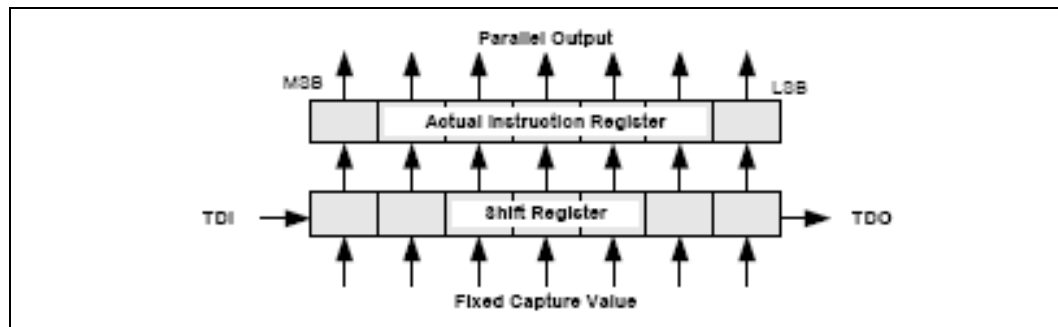 Parallel Output
MSB
LSB
Actual Instruction Register
TDI
Shift Register
TDO
Fixed Capture Value